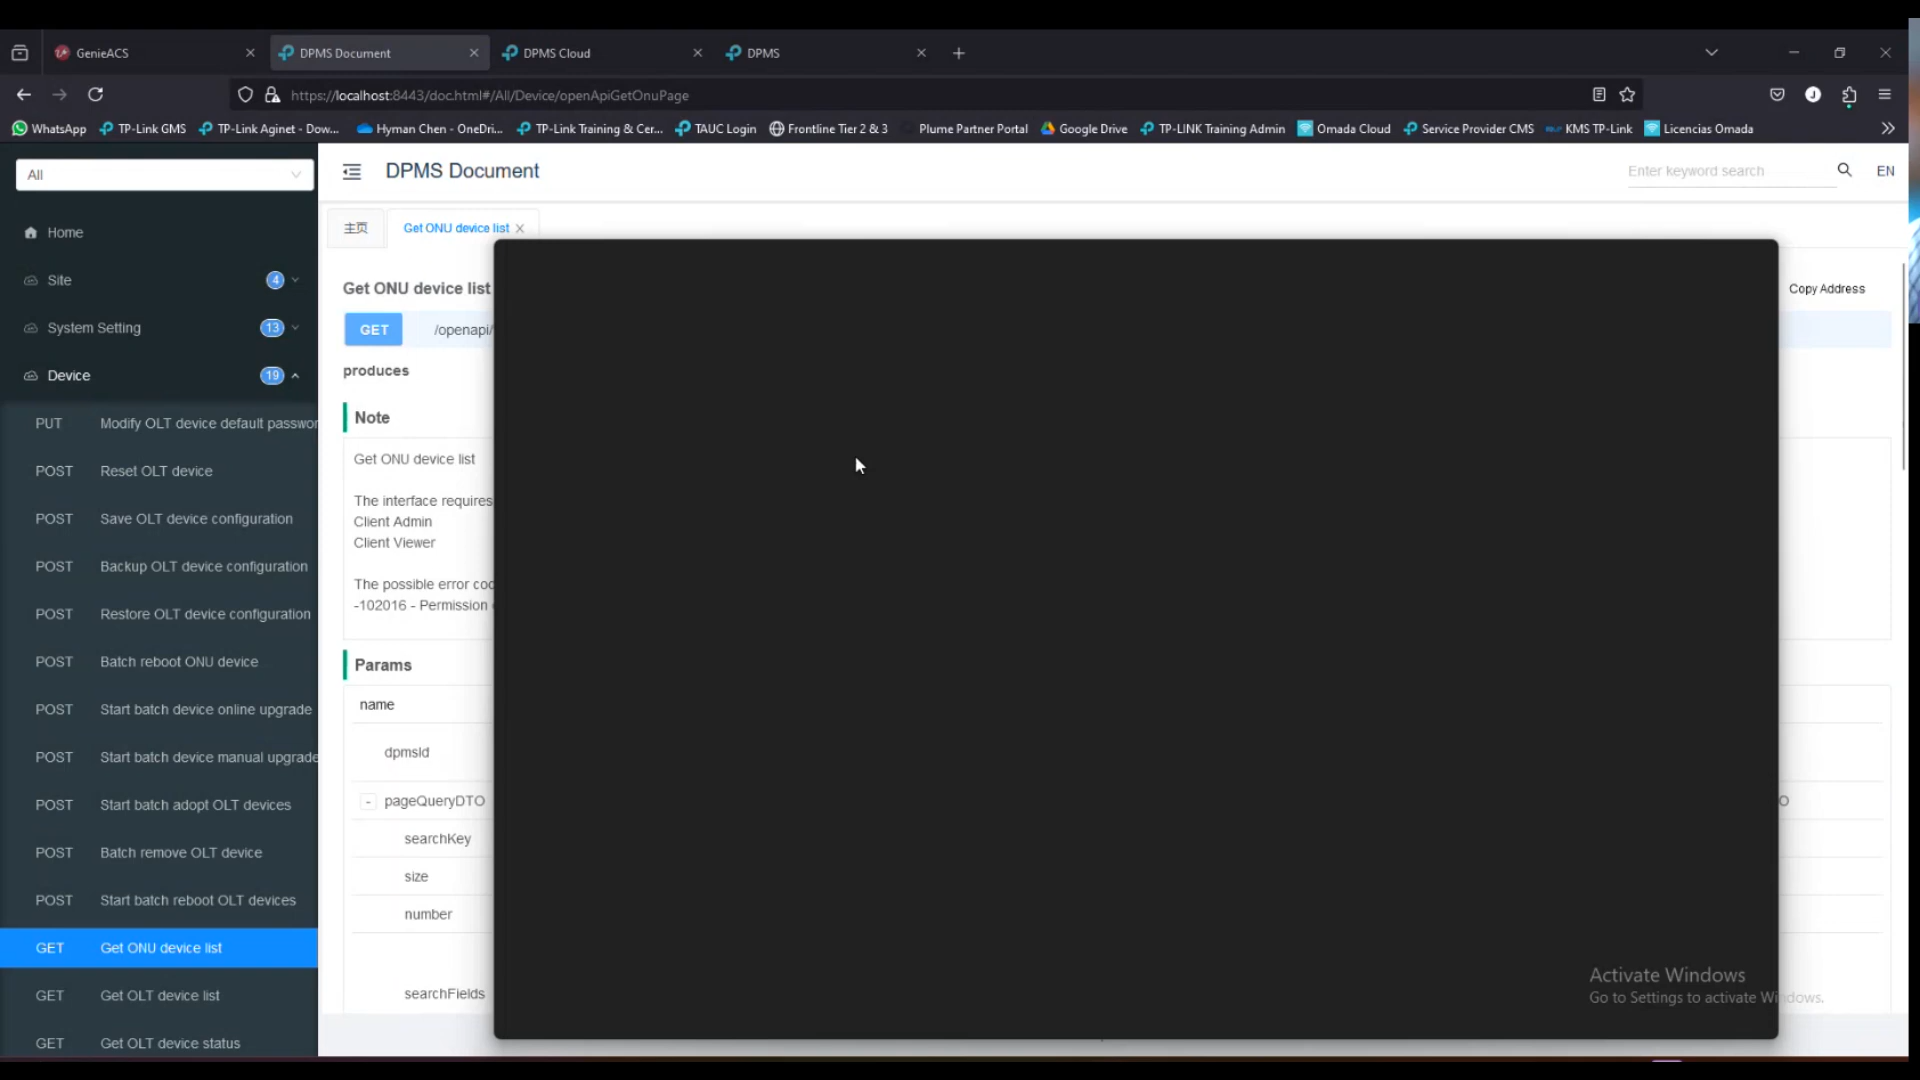 GenieACS
DPMS Document
DPMS Cloud
DPMS
https://localhost:8443/doc.html#/All/Device/openApiGetOnuPage
J
WhatsApp
TP-Link GMS
TP-Link Aginet - Dow...
Hyman Chen - OneDri...
TP-Link Training & Cer...
TAUC Login
Frontline Tier 2 & 3
Plume Partner Portal
Google Drive
TP-LINK Training Admin
Omada Cloud
Service Provider CMS
KMS TP-Link
Licencias Omada
All
DPMS Document
Enter keyword search
EN
Home
Site 4
System Setting 13
Device 19
PUT Modify OLT device default passwor
POST Reset OLT device
POST Save OLT device configuration
POST Backup OLT device configuration
POST Restore OLT device configuration
POST Batch reboot ONU device
POST Start batch device online upgrade
POST Start batch device manual upgrade
POST Start batch adopt OLT devices
POST Batch remove OLT device
POST Start batch reboot OLT devices
GET Get ONU device list
GET Get OLT device list
GET Get OLT device status
主页
Get ONU device list
Get ONU device list
Copy Address
GET /openapi/
produces
Note
Get ONU device list
The interface requires
Client Admin
Client Viewer
The possible error cod
-102016 - Permission
Params
name
dpmsId
- pageQueryDTO
O
searchKey
size
number
searchFields
Activate Windows
Go to Settings to activate Windows.